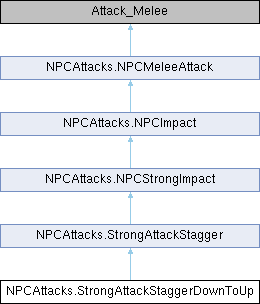 Attack_Melee
NPCAttacks.NPCMeleeAttack
NPCAttacks.NPCImpact
NPCAttacks.NPCStrongImpact
NPCAttacks.StrongAttackStagger
NPCAttacks.StrongAttackStaggerDownToUp